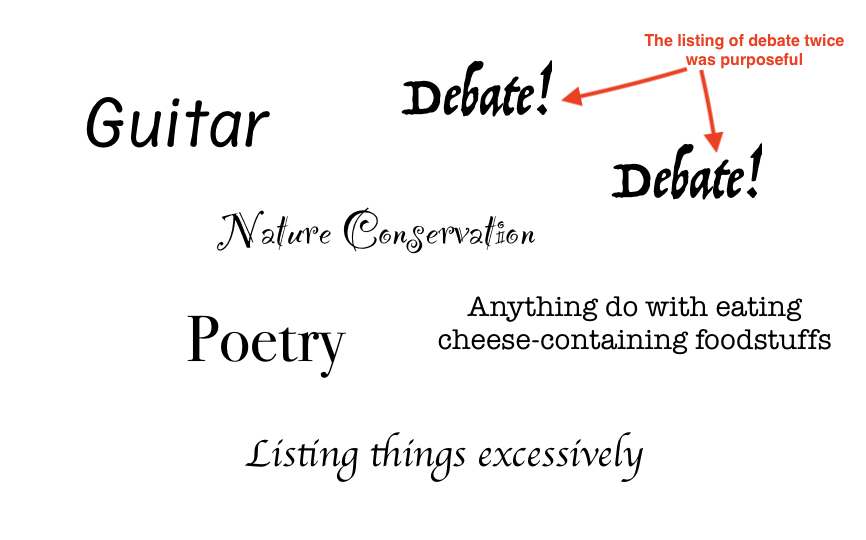 The listing of debate twice
was purposeful
Debate!
Guitar
Debate!
Nature Conservation
Anything do with eating
cheese-containing foodstuffs
Poetry
Listing things excessively